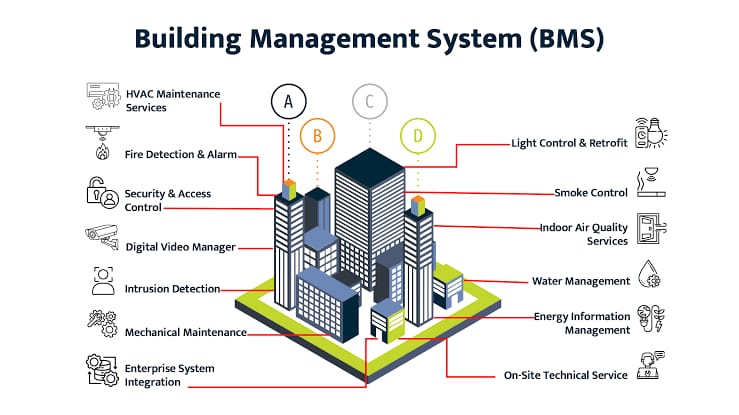 Building Management System (BMS)
A
B
C
D
HVAC Maintenance
Services
Fire Detection & Alarm
Security & Access
Control
Digital Video Manager
Intrusion Detection
Mechanical Maintenance
Enterprise System
Integration
Light Control & Retrofit
Smoke Control
Indoor Air Quality
Services
Water Management
Energy Information
Management
On-Site Technical Service